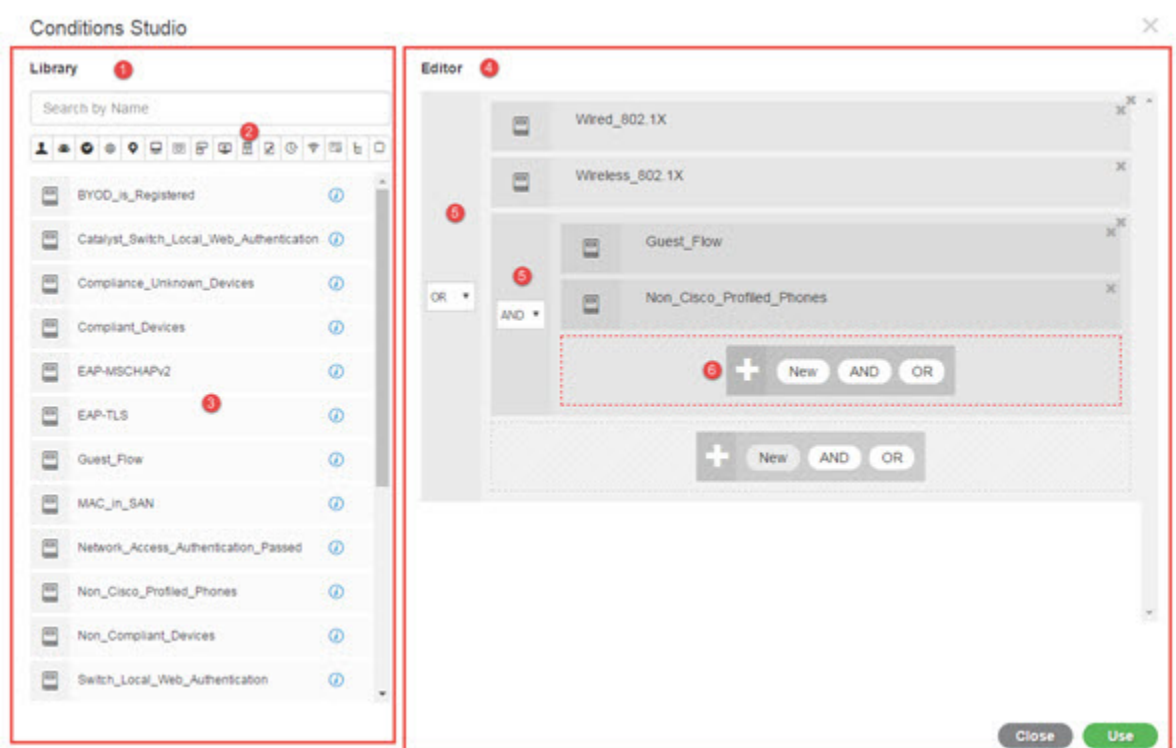 Conditions Studio
Library 1
Search by Name
2
BYOD_is_Registered
Catalyst_Switch_Local_Web_Authentication
Compliance_Unknown_Devices
Compliant_Devices
EAP-MSCHAPv2
3
EAP-TLS
Guest_Flow
MAC_in_SAN
Network_Access_Authentication_Passed
Non_Cisco_Profiled_Phones
Non_Compliant_Devices
Switch_Local_Web_Authentication
Editor 4
Wired_802.1X
Wireless_802.1X
5
OR
5
AND
Guest_Flow
Non_Cisco_Profiled_Phones
6 New AND OR
New AND OR
Close Use